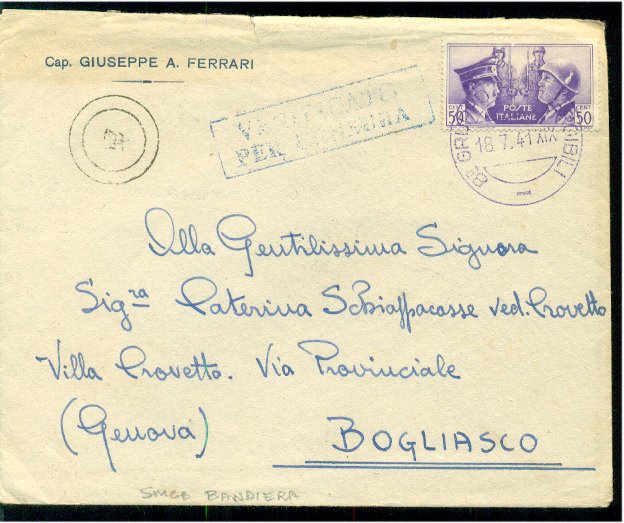 Cap. GIUSEPPE A. FERRARI
VERIFICATO
PER CENSURA
CENT. 50
POSTE
ITALIANE
CENT 50
18.7.41 XIX
Alla Gentilissima Signora
Sig.ra Caterina Schiaffacasse ved. Crovetto
Villa Crovetto. Via Provinciale
(Genova) BOGLIASCO
BANDIERA